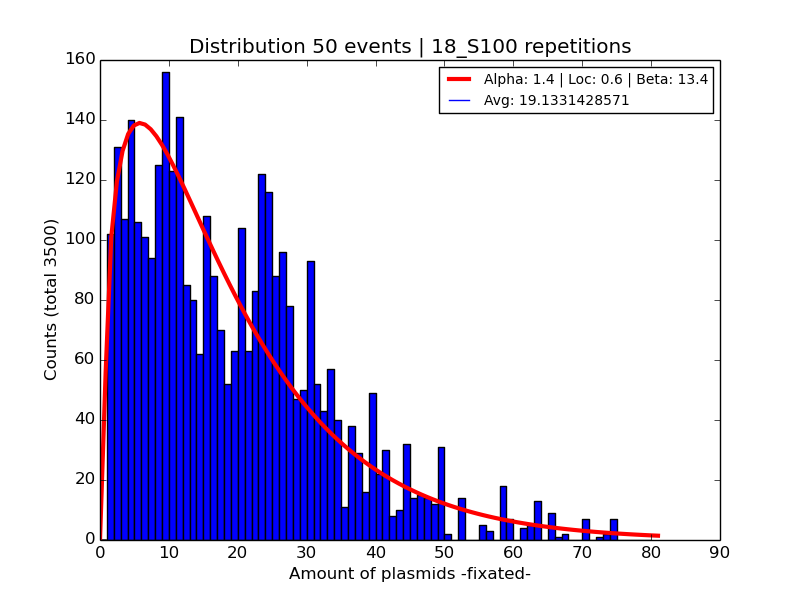 Distribution 50 events | 18_S100 repetitions
Alpha: 1.4 | Loc: 0.6 | Beta: 13.4
Avg: 19.1331428571
160
140
120
100
80
60
40
20
0
Counts (total 3500)
0 10 20 30 40 50 60 70 80 90
Amount of plasmids -fixated-